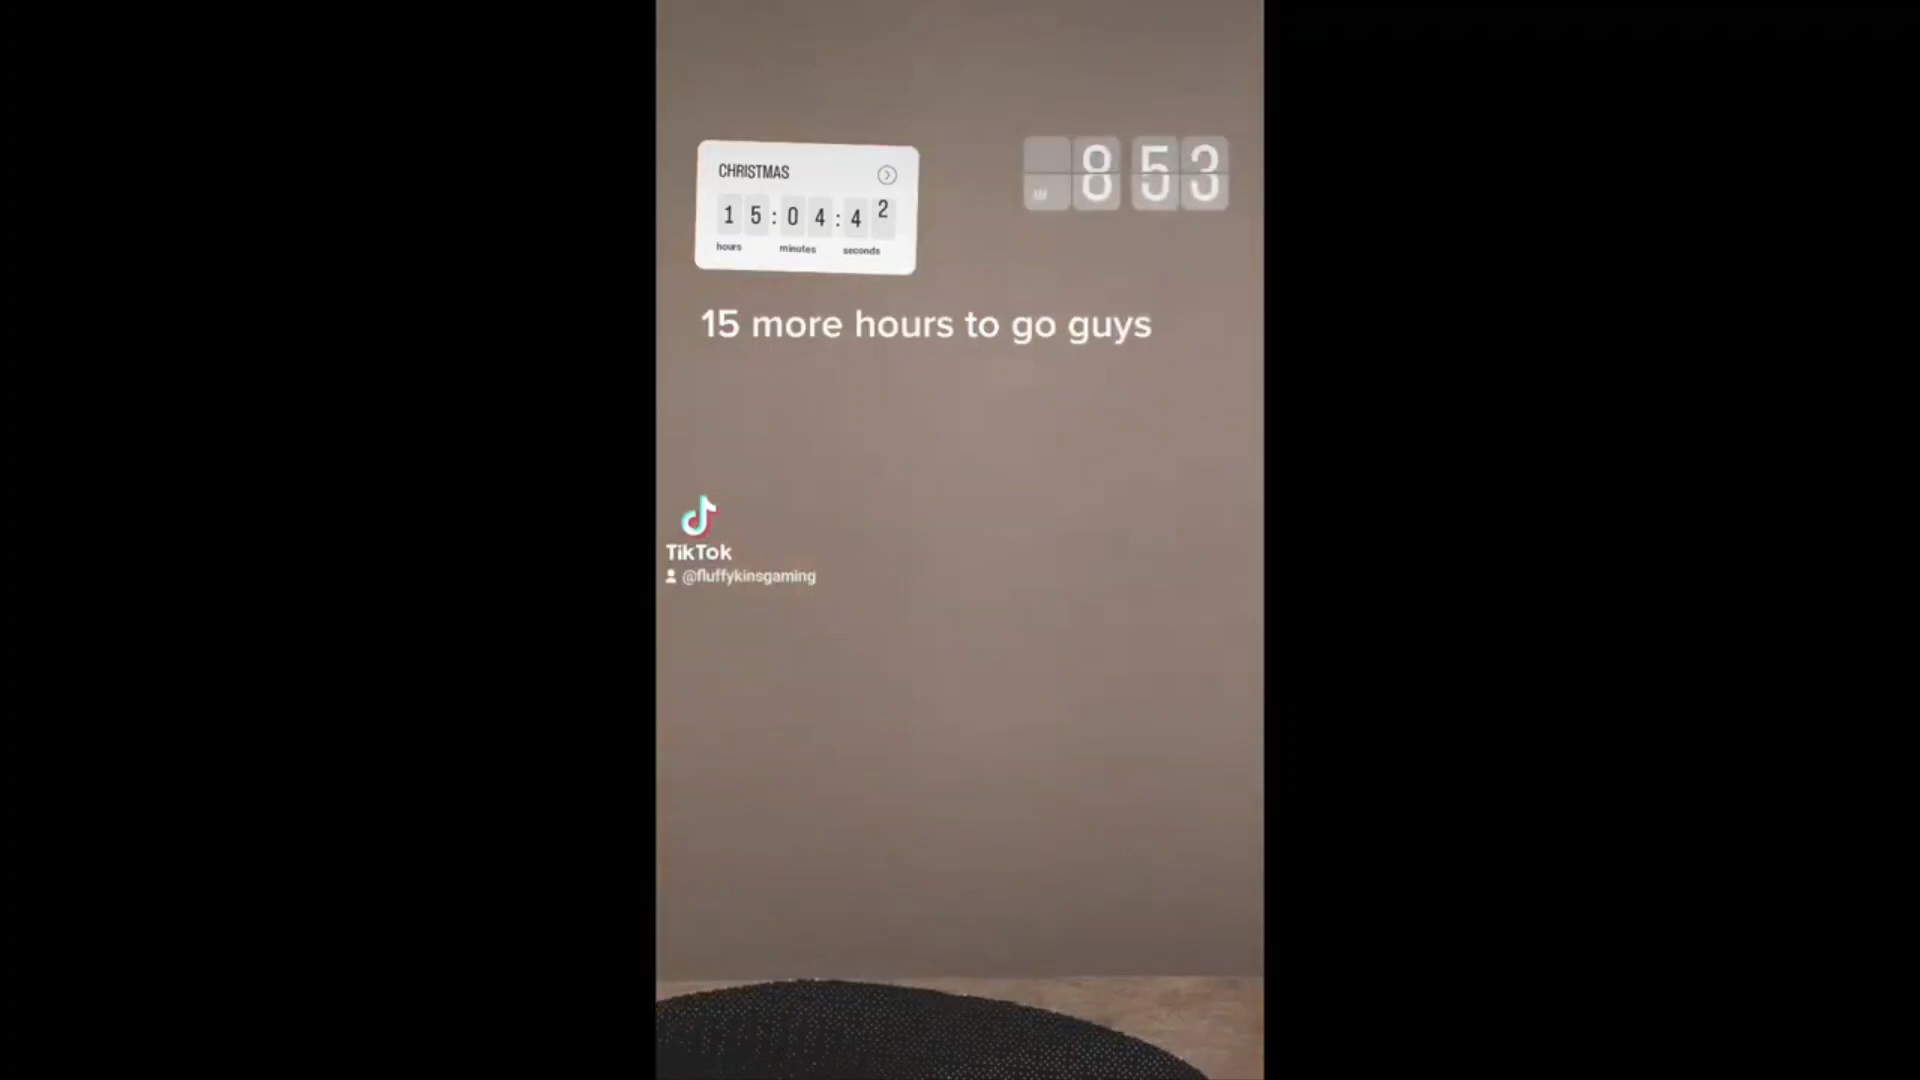 CHRISTMAS
15:04:42
hours minutes seconds
8 53
15 more hours to go guys
TikTok
@fluffykinsgaming